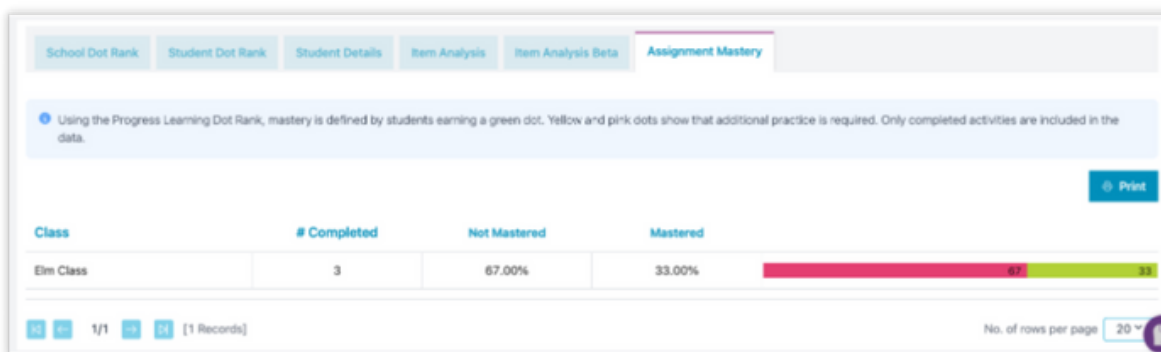 School Dot Rank Student Dot Rank Student Details Item Analysis Item Analysis Beta Assignment Mastery
Using the Progress Learning Dot Rank, mastery is defined by students earning a green dot. Yellow and pink dots show that additional practice is required. Only completed activities are included in the
data.
Print
Class # Completed Not Mastered Mastered
Elm Class 3 67.00% 33.00% 67 33
1/1 [1 Records] No. of rows per page 20